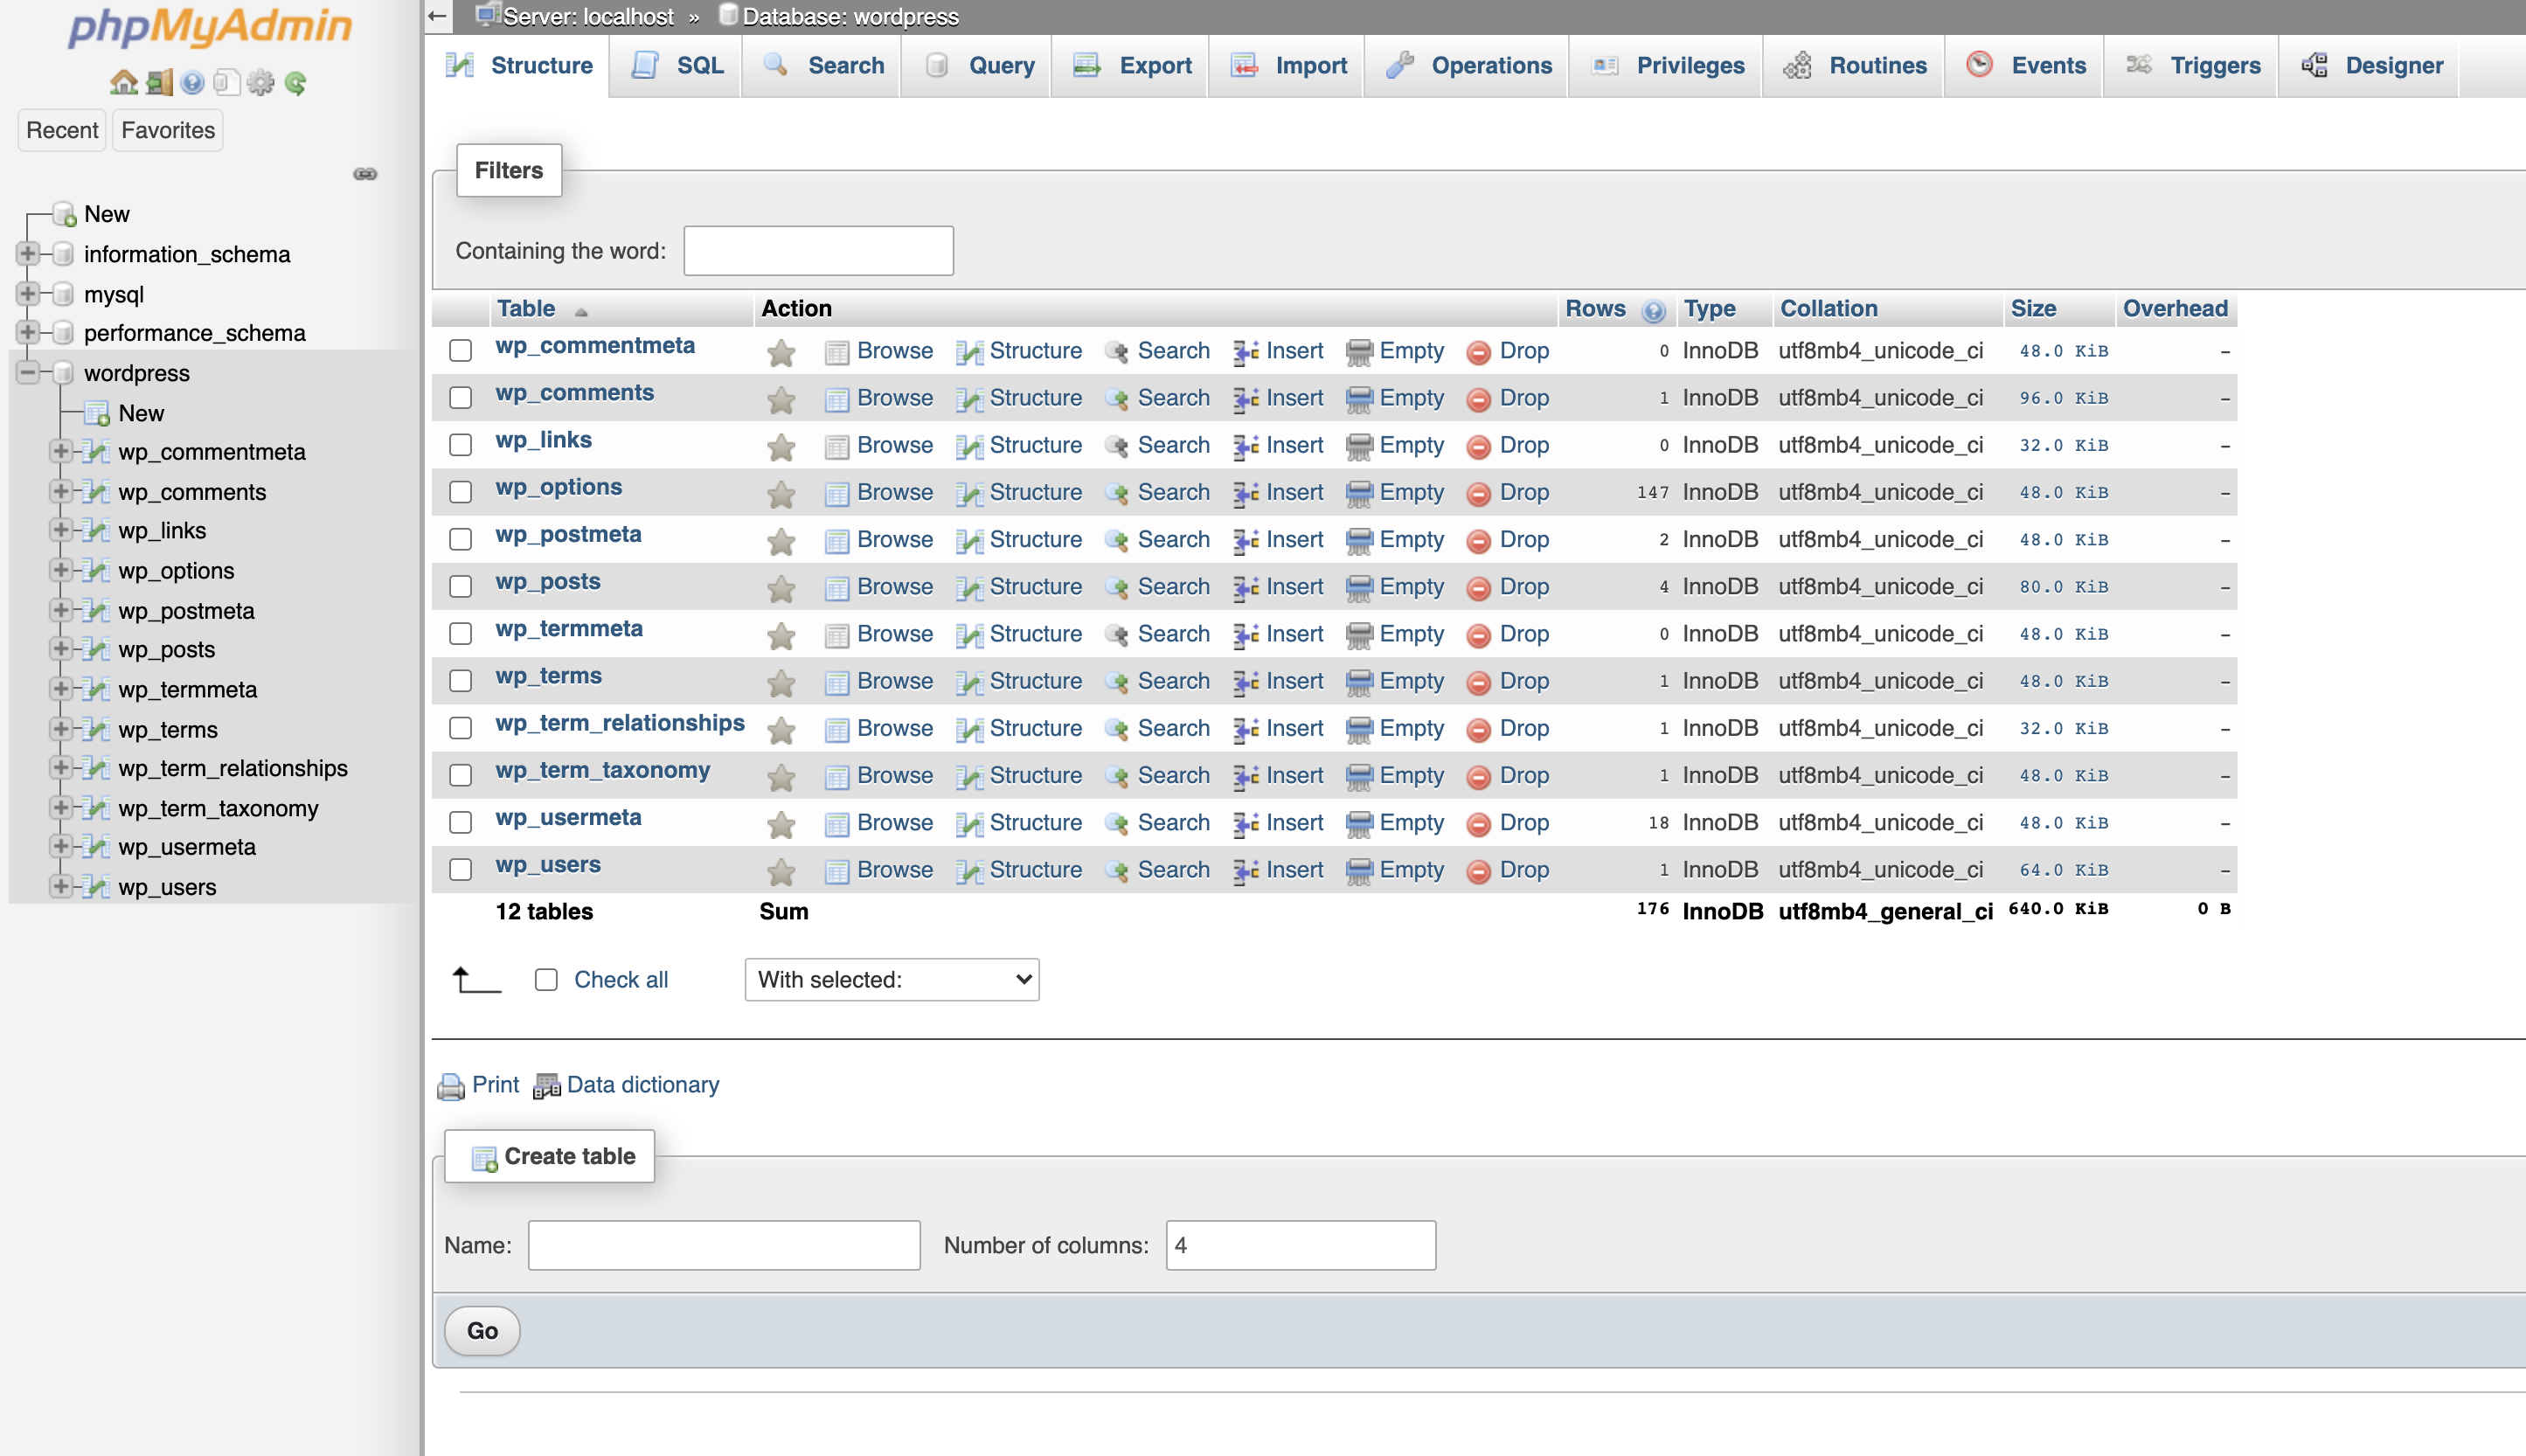 phpMyAdmin
Recent Favorites
New
information_schema
mysql
performance_schema
wordpress
New
wp_commentmeta
wp_comments
wp_links
wp_options
wp_postmeta
wp_posts
wp_termmeta
wp_terms
wp_term_relationships
wp_term_taxonomy
wp_usermeta
wp_users
Server: localhost » Database: wordpress
Structure SQL Search Query Export Import Operations Privileges Routines Events Triggers Designer
Filters
Containing the word:
Table Action Rows Type Collation Size Overhead
wp_commentmeta Browse Structure Search Insert Empty Drop 0 InnoDB utf8mb4_unicode_ci 48.0 KiB -
wp_comments Browse Structure Search Insert Empty Drop 1 InnoDB utf8mb4_unicode_ci 96.0 KiB -
wp_links Browse Structure Search Insert Empty Drop 0 InnoDB utf8mb4_unicode_ci 32.0 KiB -
wp_options Browse Structure Search Insert Empty Drop 147 InnoDB utf8mb4_unicode_ci 48.0 KiB -
wp_postmeta Browse Structure Search Insert Empty Drop 2 InnoDB utf8mb4_unicode_ci 48.0 KiB -
wp_posts Browse Structure Search Insert Empty Drop 4 InnoDB utf8mb4_unicode_ci 80.0 KiB -
wp_termmeta Browse Structure Search Insert Empty Drop 0 InnoDB utf8mb4_unicode_ci 48.0 KiB -
wp_terms Browse Structure Search Insert Empty Drop 1 InnoDB utf8mb4_unicode_ci 48.0 KiB -
wp_term_relationships Browse Structure Search Insert Empty Drop 1 InnoDB utf8mb4_unicode_ci 32.0 KiB -
wp_term_taxonomy Browse Structure Search Insert Empty Drop 1 InnoDB utf8mb4_unicode_ci 48.0 KiB -
wp_usermeta Browse Structure Search Insert Empty Drop 18 InnoDB utf8mb4_unicode_ci 48.0 KiB -
wp_users Browse Structure Search Insert Empty Drop 1 InnoDB utf8mb4_unicode_ci 64.0 KiB -
12 tables Sum 176 InnoDB utf8mb4_general_ci 640.0 KiB 0 B
Check all With selected:
Print Data dictionary
Create table
Name: Number of columns: 4
Go